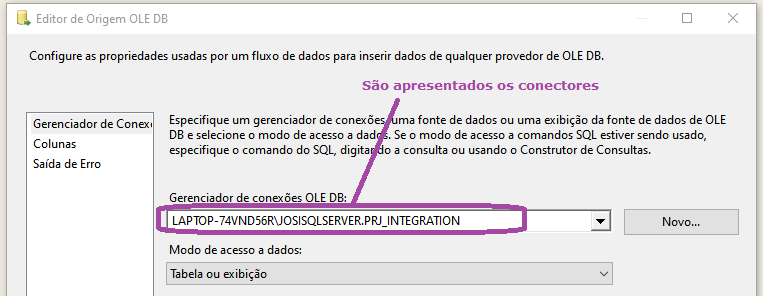 Editor de Origem OLE DB
Configure as propriedades usadas por um fluxo de dados para inserir dados de qualquer provedor de OLE DB.
São apresentados os conectores
Gerenciador de Conex
Colunas
Saída de Erro
Especifique um gerenciador de conexões, uma fonte de dados ou uma exibição da fonte de dados de OLE
DB e selecione o modo de acesso a dados. Se o modo de acesso a comandos SQL estiver sendo usado,
especifique o comando do SQL, digitando a consulta ou usando o Construtor de Consultas.
Gerenciador de conexões OLE DB:
LAPTOP-74VND56R\JOSISQLSERVER.PRJ_INTEGRATION
Novo...
Modo de acesso a dados:
Tabela ou exibição